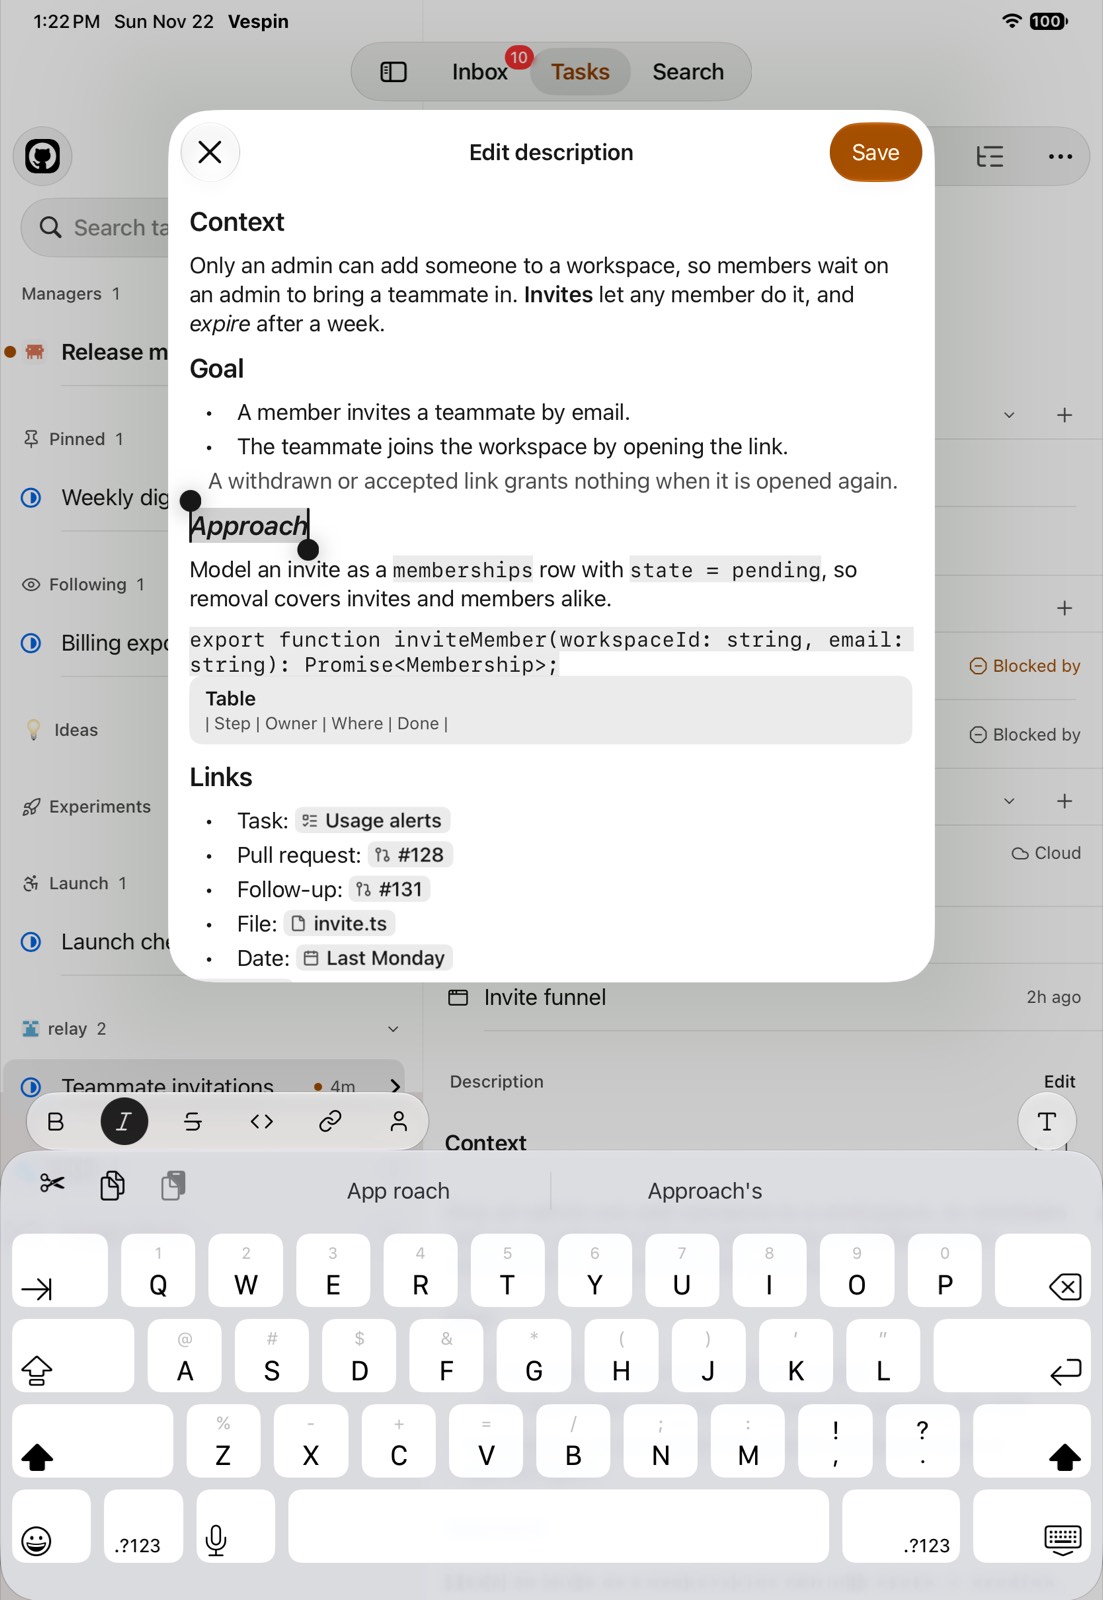 1:22 PM Sun Nov 22 Vespin
100
Inbox 10 Tasks Search
Edit description
Save
Search ta
Managers 1
Release m
Pinned 1
Weekly dig
Following 1
Billing expo
Ideas
Experiments
Launch 1
Launch che
relay 2
Teammate invitations 4m
Context
Only an admin can add someone to a workspace, so members wait on
an admin to bring a teammate in. Invites let any member do it, and
expire after a week.
Goal
• A member invites a teammate by email.
• The teammate joins the workspace by opening the link.
A withdrawn or accepted link grants nothing when it is opened again.
Approach
Model an invite as a memberships row with state = pending, so
removal covers invites and members alike.
export function inviteMember(workspaceId: string, email:
string): Promise<Membership>;
Table
| Step | Owner | Where | Done |
Links
• Task: Usage alerts
• Pull request: #128
• Follow-up: #131
• File: invite.ts
• Date: Last Monday
Blocked by
Blocked by
Cloud
Invite funnel 2h ago
Description Edit
Context
B I S T
App roach Approach's
1 2 3 4 5 6 7 8 9 0
Q W E R T Y U I O P
@ # $ & * ( ) ' "
A S D F G H J K L
% - + = / ; : ! ?
Z X C V B N M , .
.?123 .?123